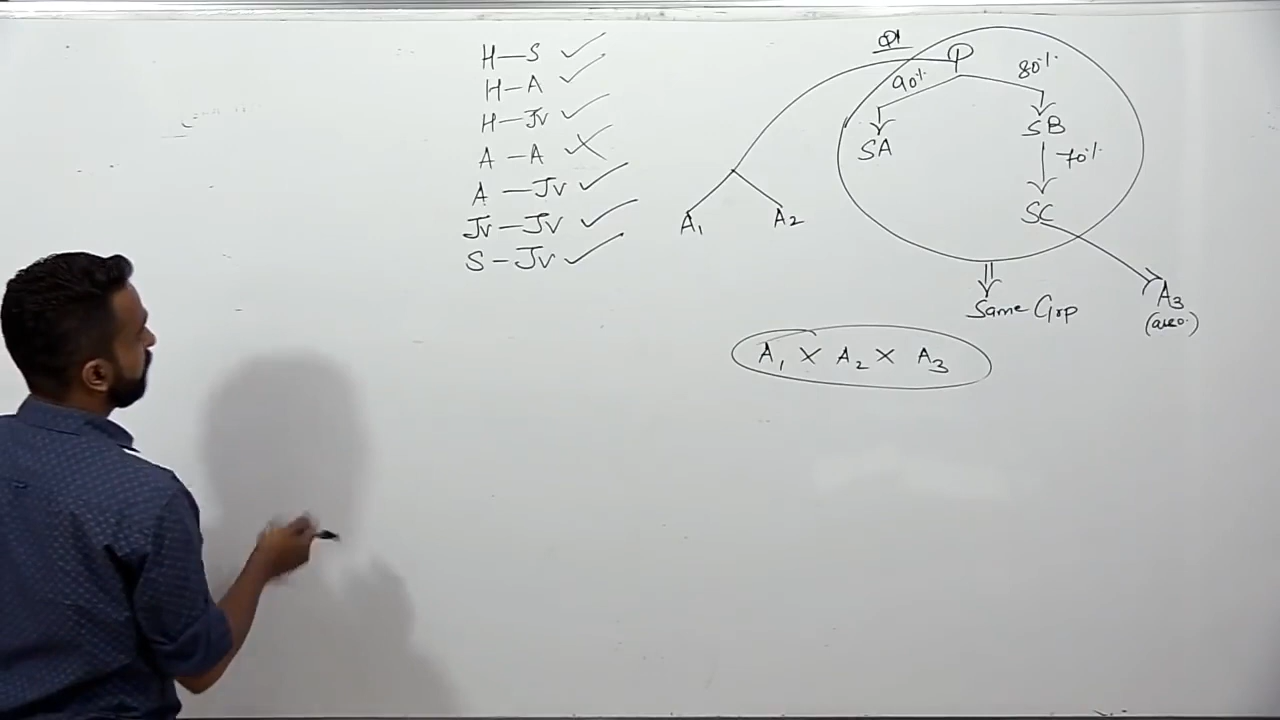 H–S ✓
H–A ✓
H–Jv ✓
A–A ✗
A–Jv ✓
Jv–Jv ✓
S–Jv ✓
P
90%
80%
SA
SB
70%
SC
A1
A2
A3
Same Grp
A1 × A2 × A3